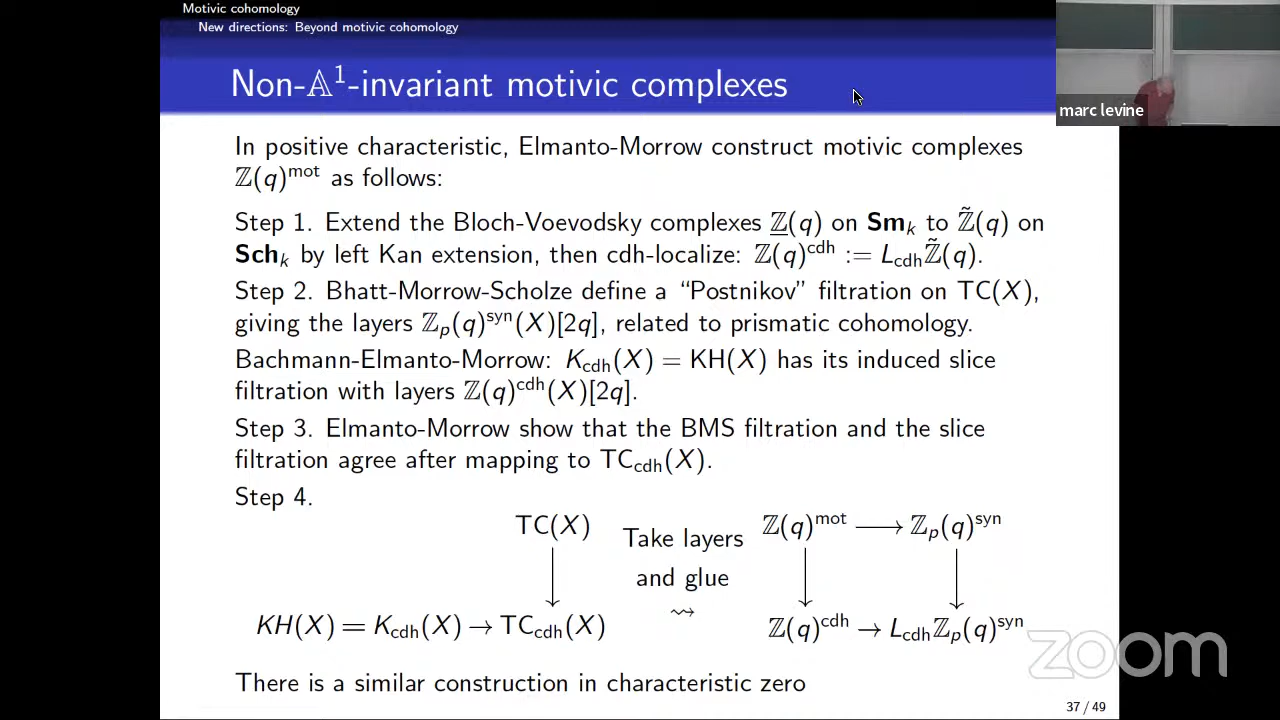 Motivic cohomology
New directions: Beyond motivic cohomology
Non-𝔸¹-invariant motivic complexes
marc levine
In positive characteristic, Elmanto-Morrow construct motivic complexes
ℤ(q)^mot as follows:
Step 1. Extend the Bloch-Voevodsky complexes ℤ̲(q) on Sm_k to ℤ̃(q) on
Sch_k by left Kan extension, then cdh-localize: ℤ(q)^cdh := L_cdh ℤ̃(q).
Step 2. Bhatt-Morrow-Scholze define a “Postnikov” filtration on TC(X),
giving the layers ℤ_p(q)^syn(X)[2q], related to prismatic cohomology.
Bachmann-Elmanto-Morrow: K_cdh(X) = KH(X) has its induced slice
filtration with layers ℤ(q)^cdh(X)[2q].
Step 3. Elmanto-Morrow show that the BMS filtration and the slice
filtration agree after mapping to TC_cdh(X).
Step 4.
TC(X)
↓
KH(X) = K_cdh(X) → TC_cdh(X)
Take layers
and glue
⇝
ℤ(q)^mot ⟶ ℤ_p(q)^syn
↓ ↓
ℤ(q)^cdh → L_cdh ℤ_p(q)^syn
There is a similar construction in characteristic zero
zoom
37 / 49